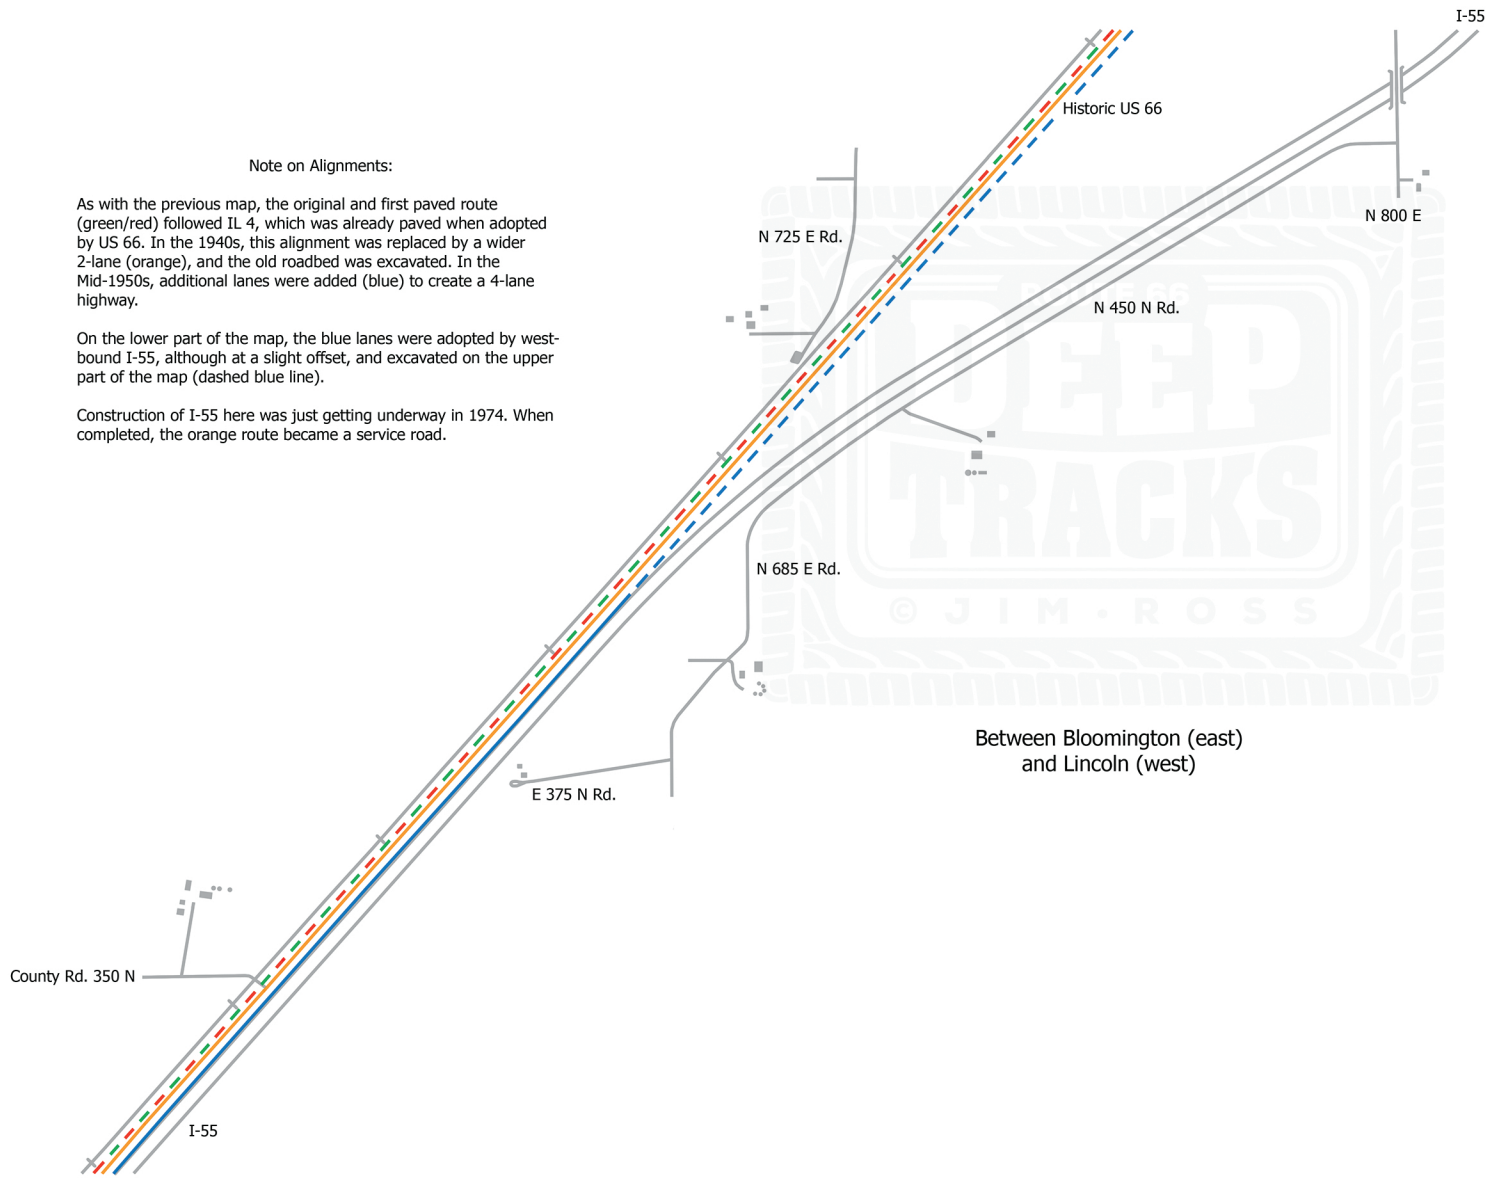 I-55
Historic US 66
Note on Alignments:
As with the previous map, the original and first paved route
(green/red) followed IL 4, which was already paved when adopted
by US 66. In the 1940s, this alignment was replaced by a wider
2-lane (orange), and the old roadbed was excavated. In the
Mid-1950s, additional lanes were added (blue) to create a 4-lane
highway.
On the lower part of the map, the blue lanes were adopted by west-
bound I-55, although at a slight offset, and excavated on the upper
part of the map (dashed blue line).
Construction of I-55 here was just getting underway in 1974. When
completed, the orange route became a service road.
N 800 E
N 725 E Rd.
N 450 N Rd.
ROUTE 66
DEEP
TRACKS
© JIM · ROSS
N 685 E Rd.
Between Bloomington (east)
and Lincoln (west)
E 375 N Rd.
County Rd. 350 N
I-55